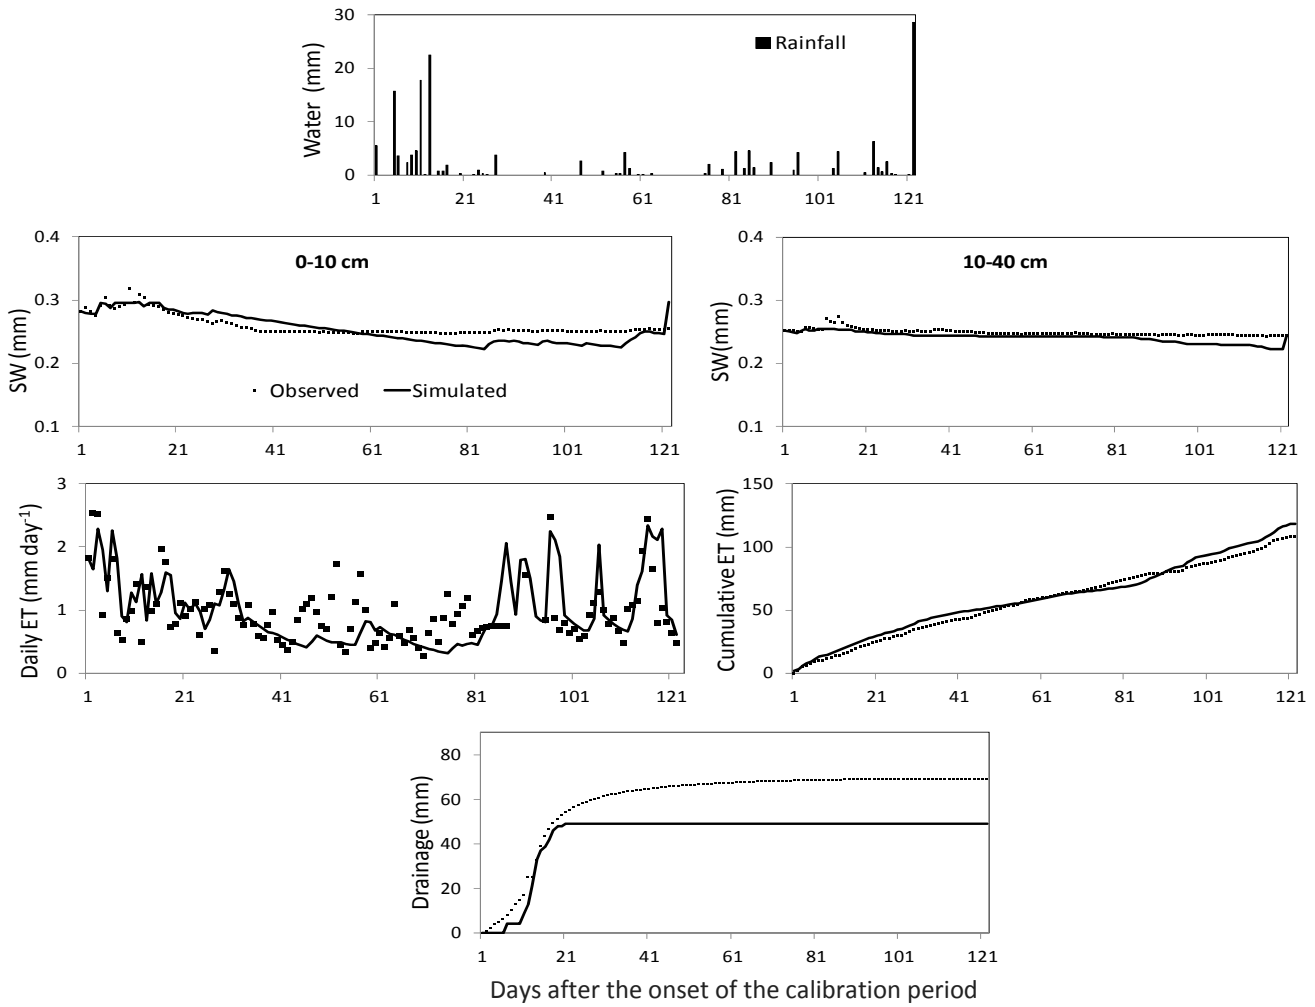 30
20
10
0
Water (mm)
Rainfall
1 21 41 61 81 101 121
0.4
0.3
0.2
0.1
SW (mm)
0-10 cm
Observed Simulated
1 21 41 61 81 101 121
0.4
0.3
0.2
0.1
SW(mm)
10-40 cm
1 21 41 61 81 101 121
3
2
1
0
Daily ET (mm day-1)
1 21 41 61 81 101 121
150
100
50
0
Cumulative ET (mm)
1 21 41 61 81 101 121
80
60
40
20
0
Drainage (mm)
1 21 41 61 81 101 121
Days after the onset of the calibration period